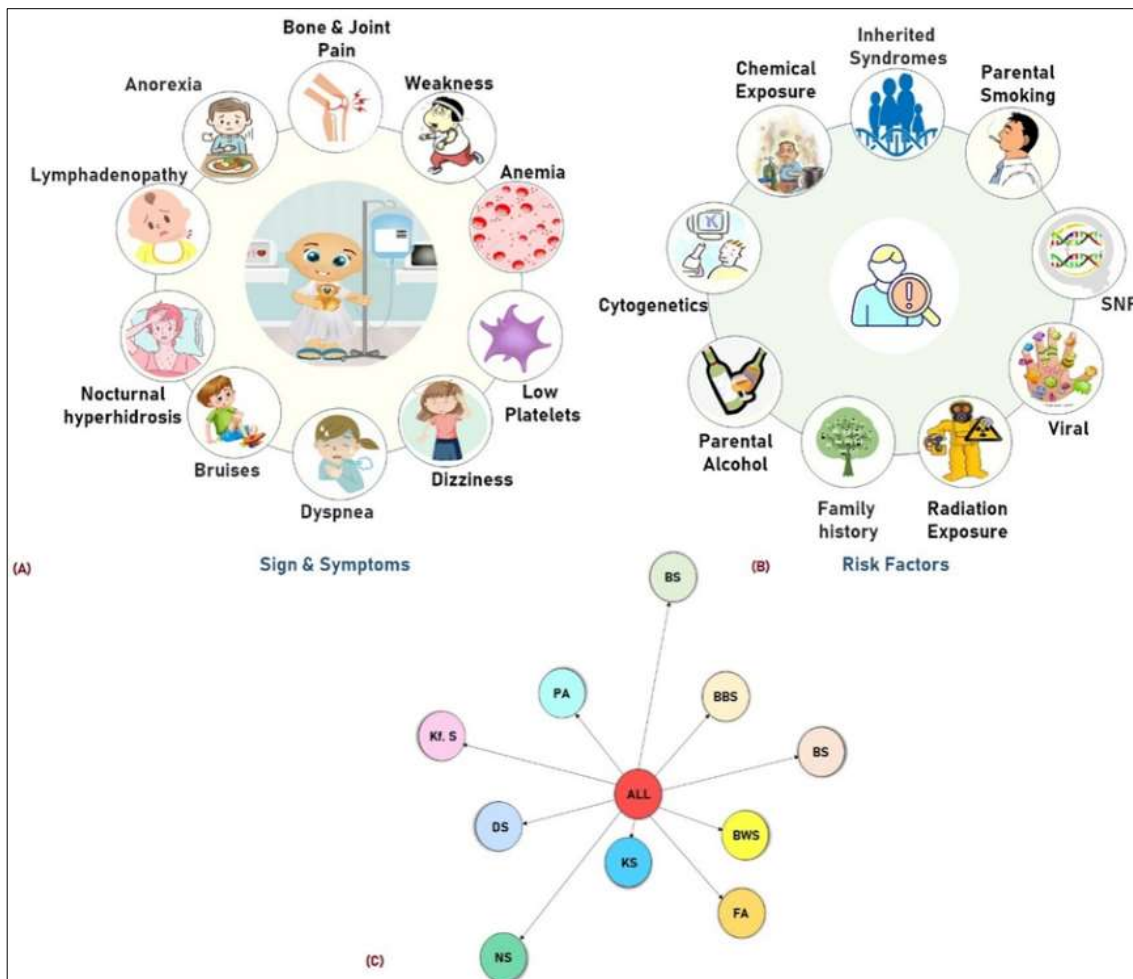 Bone & Joint
Pain
Anorexia
Weakness
Lymphadenopathy
Anemia
Nocturnal
hyperhidrosis
Low
Platelets
Bruises
Dizziness
Dyspnea
(A)
Sign & Symptoms
Inherited
Syndromes
Chemical
Exposure
Parental
Smoking
Cytogenetics
SNP
Viral
Parental
Alcohol
Family
history
Radiation
Exposure
(B)
Risk Factors
BS
PA
BBS
Kf. S
BS
ALL
DS
BWS
KS
FA
NS
(C)